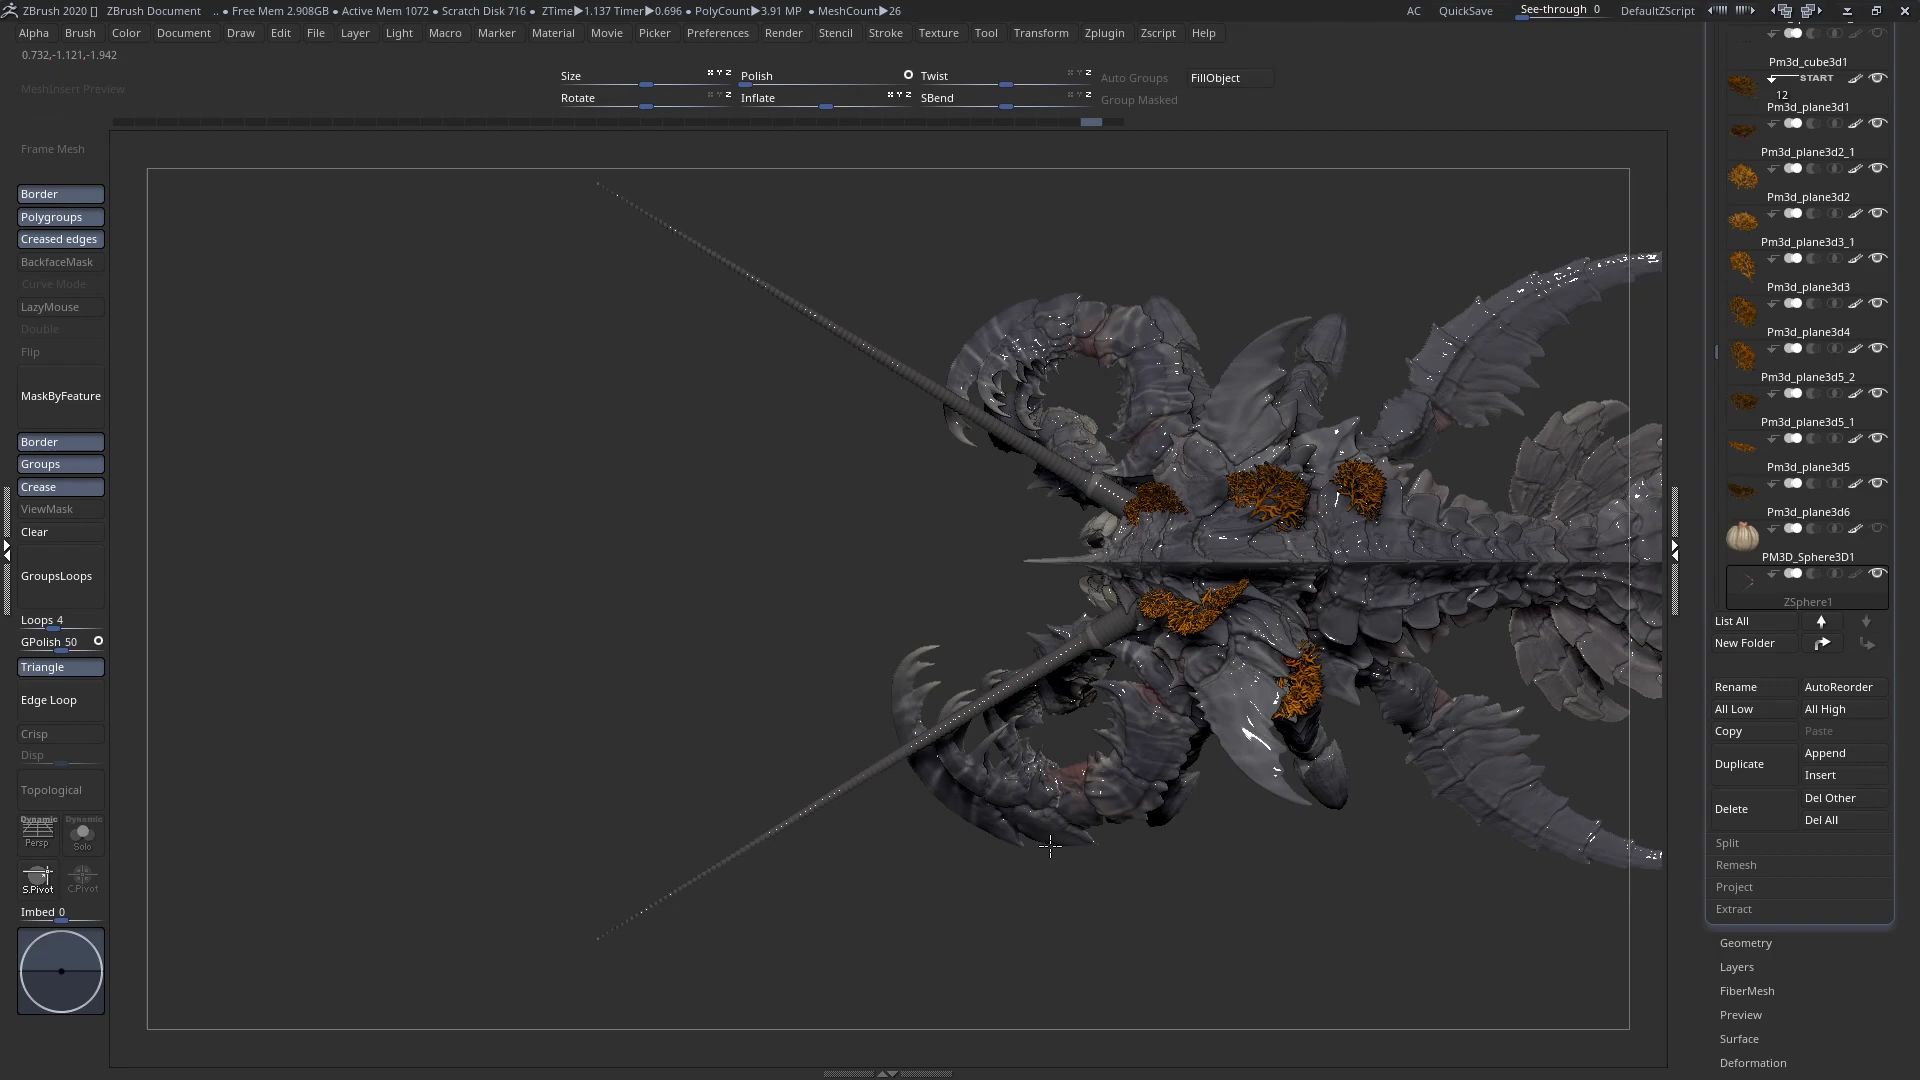 ZBrush 2020 [] ZBrush Document .. • Free Mem 2.908GB • Active Mem 1072 • Scratch Disk 716 • ZTime▶1.137 Timer▶0.696 • PolyCount▶3.91 MP • MeshCount▶26 AC QuickSave See-through 0 DefaultZScript
Alpha Brush Color Document Draw Edit File Layer Light Macro Marker Material Movie Picker Preferences Render Stencil Stroke Texture Tool Transform Zplugin Zscript Help
0.732,-1.121,-1.942
MeshInsert Preview
Size X Y Z Polish Twist X Y Z Auto Groups FillObject
Rotate X Y Z Inflate X Y Z SBend X Y Z Group Masked
Frame Mesh
Border
Polygroups
Creased edges
BackfaceMask
Curve Mode
LazyMouse
Double
Flip
MaskByFeature
Border
Groups
Crease
ViewMask
Clear
GroupsLoops
Loops 4
GPolish 50
Triangle
Edge Loop
Crisp
Disp
Topological
Dynamic Dynamic
Persp Solo
S.Pivot C.Pivot
Imbed 0
Pm3d_cube3d1
START
12
Pm3d_plane3d1
Pm3d_plane3d2_1
Pm3d_plane3d2
Pm3d_plane3d3_1
Pm3d_plane3d3
Pm3d_plane3d4
Pm3d_plane3d5_2
Pm3d_plane3d5_1
Pm3d_plane3d5
Pm3d_plane3d6
PM3D_Sphere3D1
ZSphere1
List All
New Folder
Rename AutoReorder
All Low All High
Copy Paste
Duplicate Append
Insert
Delete Del Other
Del All
Split
Remesh
Project
Extract
Geometry
Layers
FiberMesh
Preview
Surface
Deformation